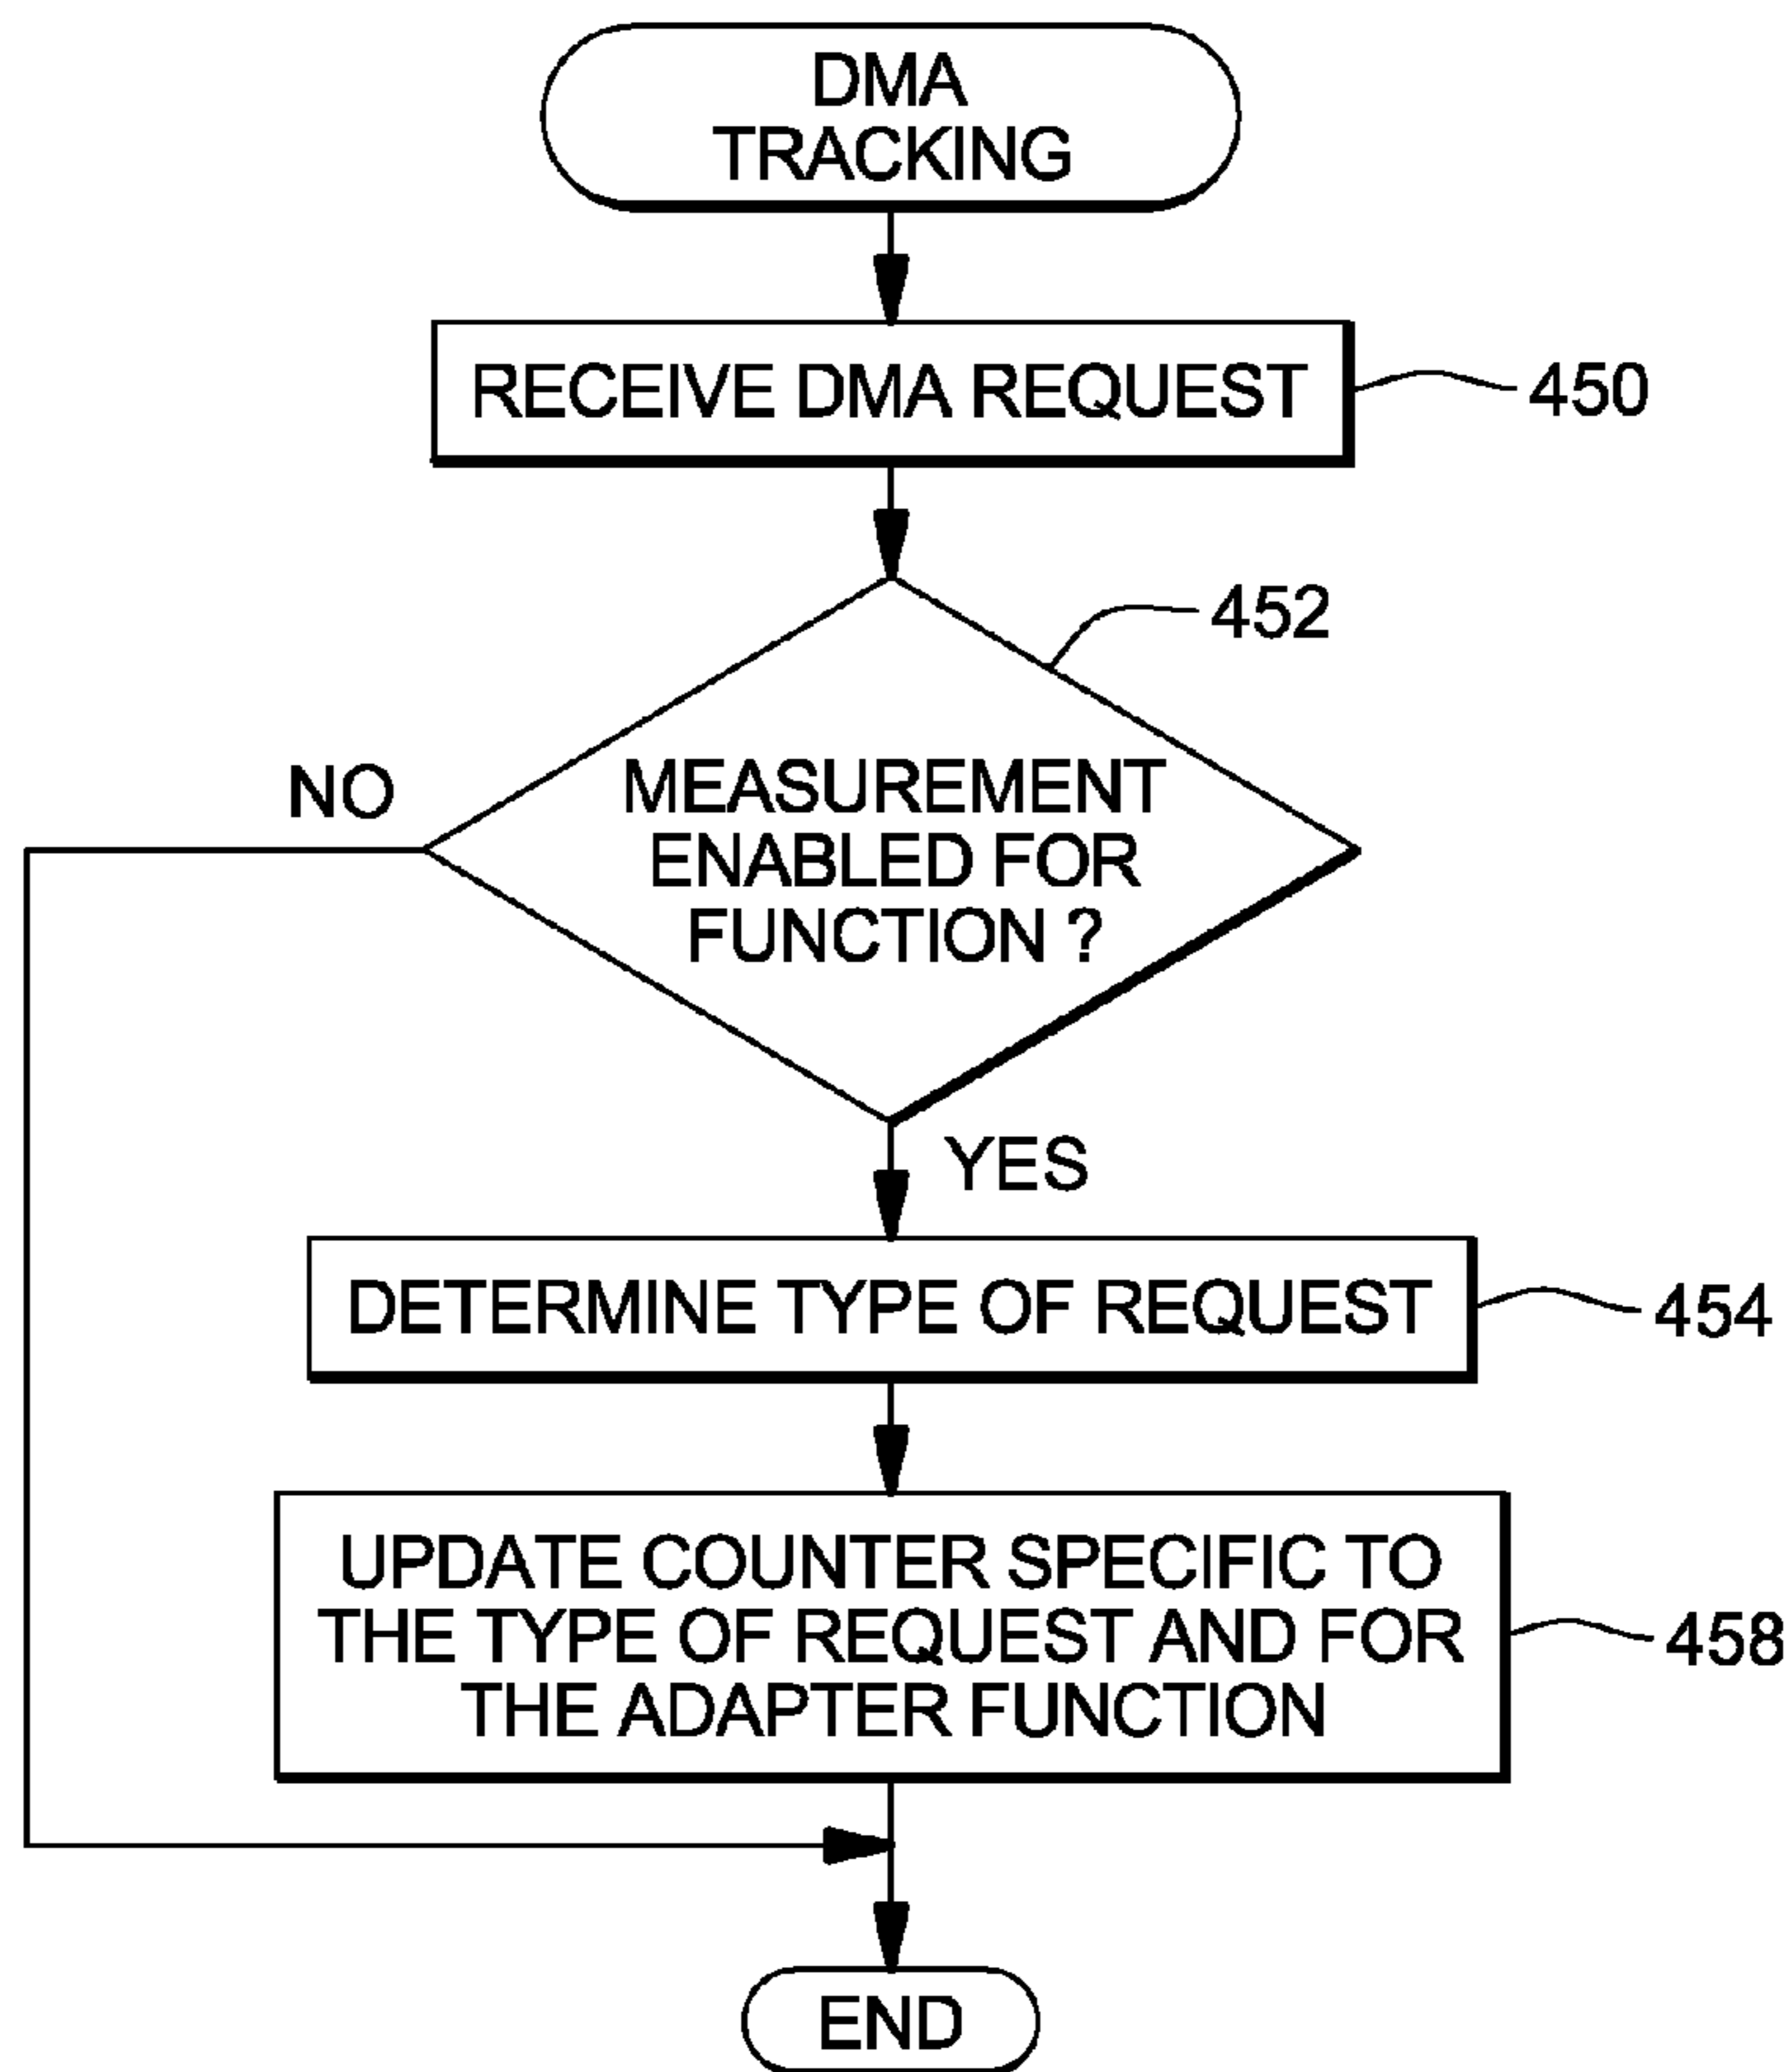 DMA
TRACKING
RECEIVE DMA REQUEST
450
452
NO
MEASUREMENT
ENABLED FOR
FUNCTION ?
YES
DETERMINE TYPE OF REQUEST
454
UPDATE COUNTER SPECIFIC TO
THE TYPE OF REQUEST AND FOR
THE ADAPTER FUNCTION
458
END